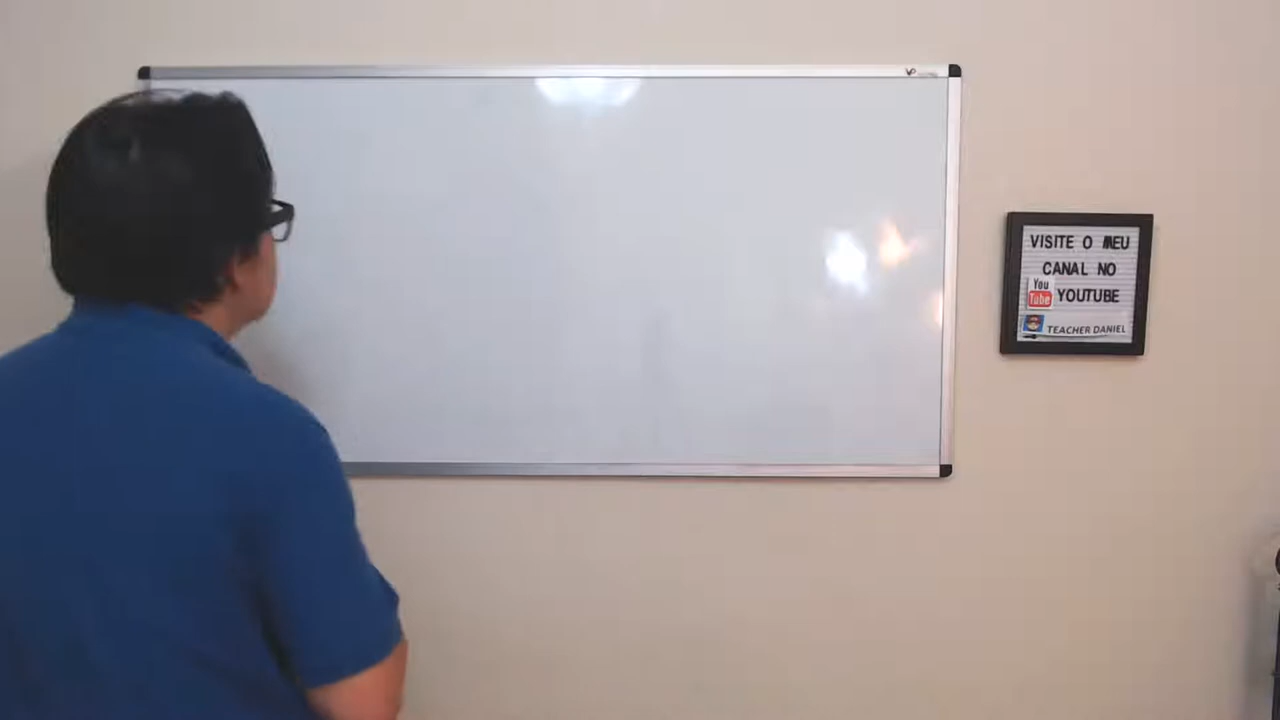 VISITE O MEU
CANAL NO
You
Tube YOUTUBE
TEACHER DANIEL